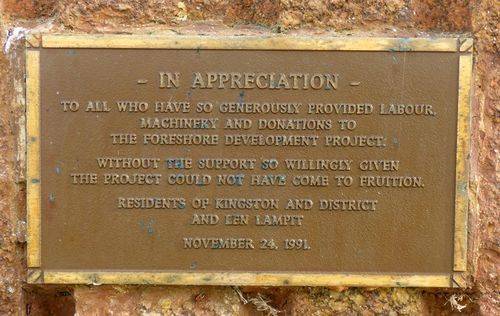 - IN APPRECIATION -
TO ALL WHO HAVE SO GENEROUSLY PROVIDED LABOUR,
MACHINERY AND DONATIONS TO
THE FORESHORE DEVELOPMENT PROJECT.
WITHOUT THE SUPPORT SO WILLINGLY GIVEN
THE PROJECT COULD NOT HAVE COME TO FRUITION.
RESIDENTS OF KINGSTON AND DISTRICT
AND LEN LAMPIT
NOVEMBER 24, 1991.